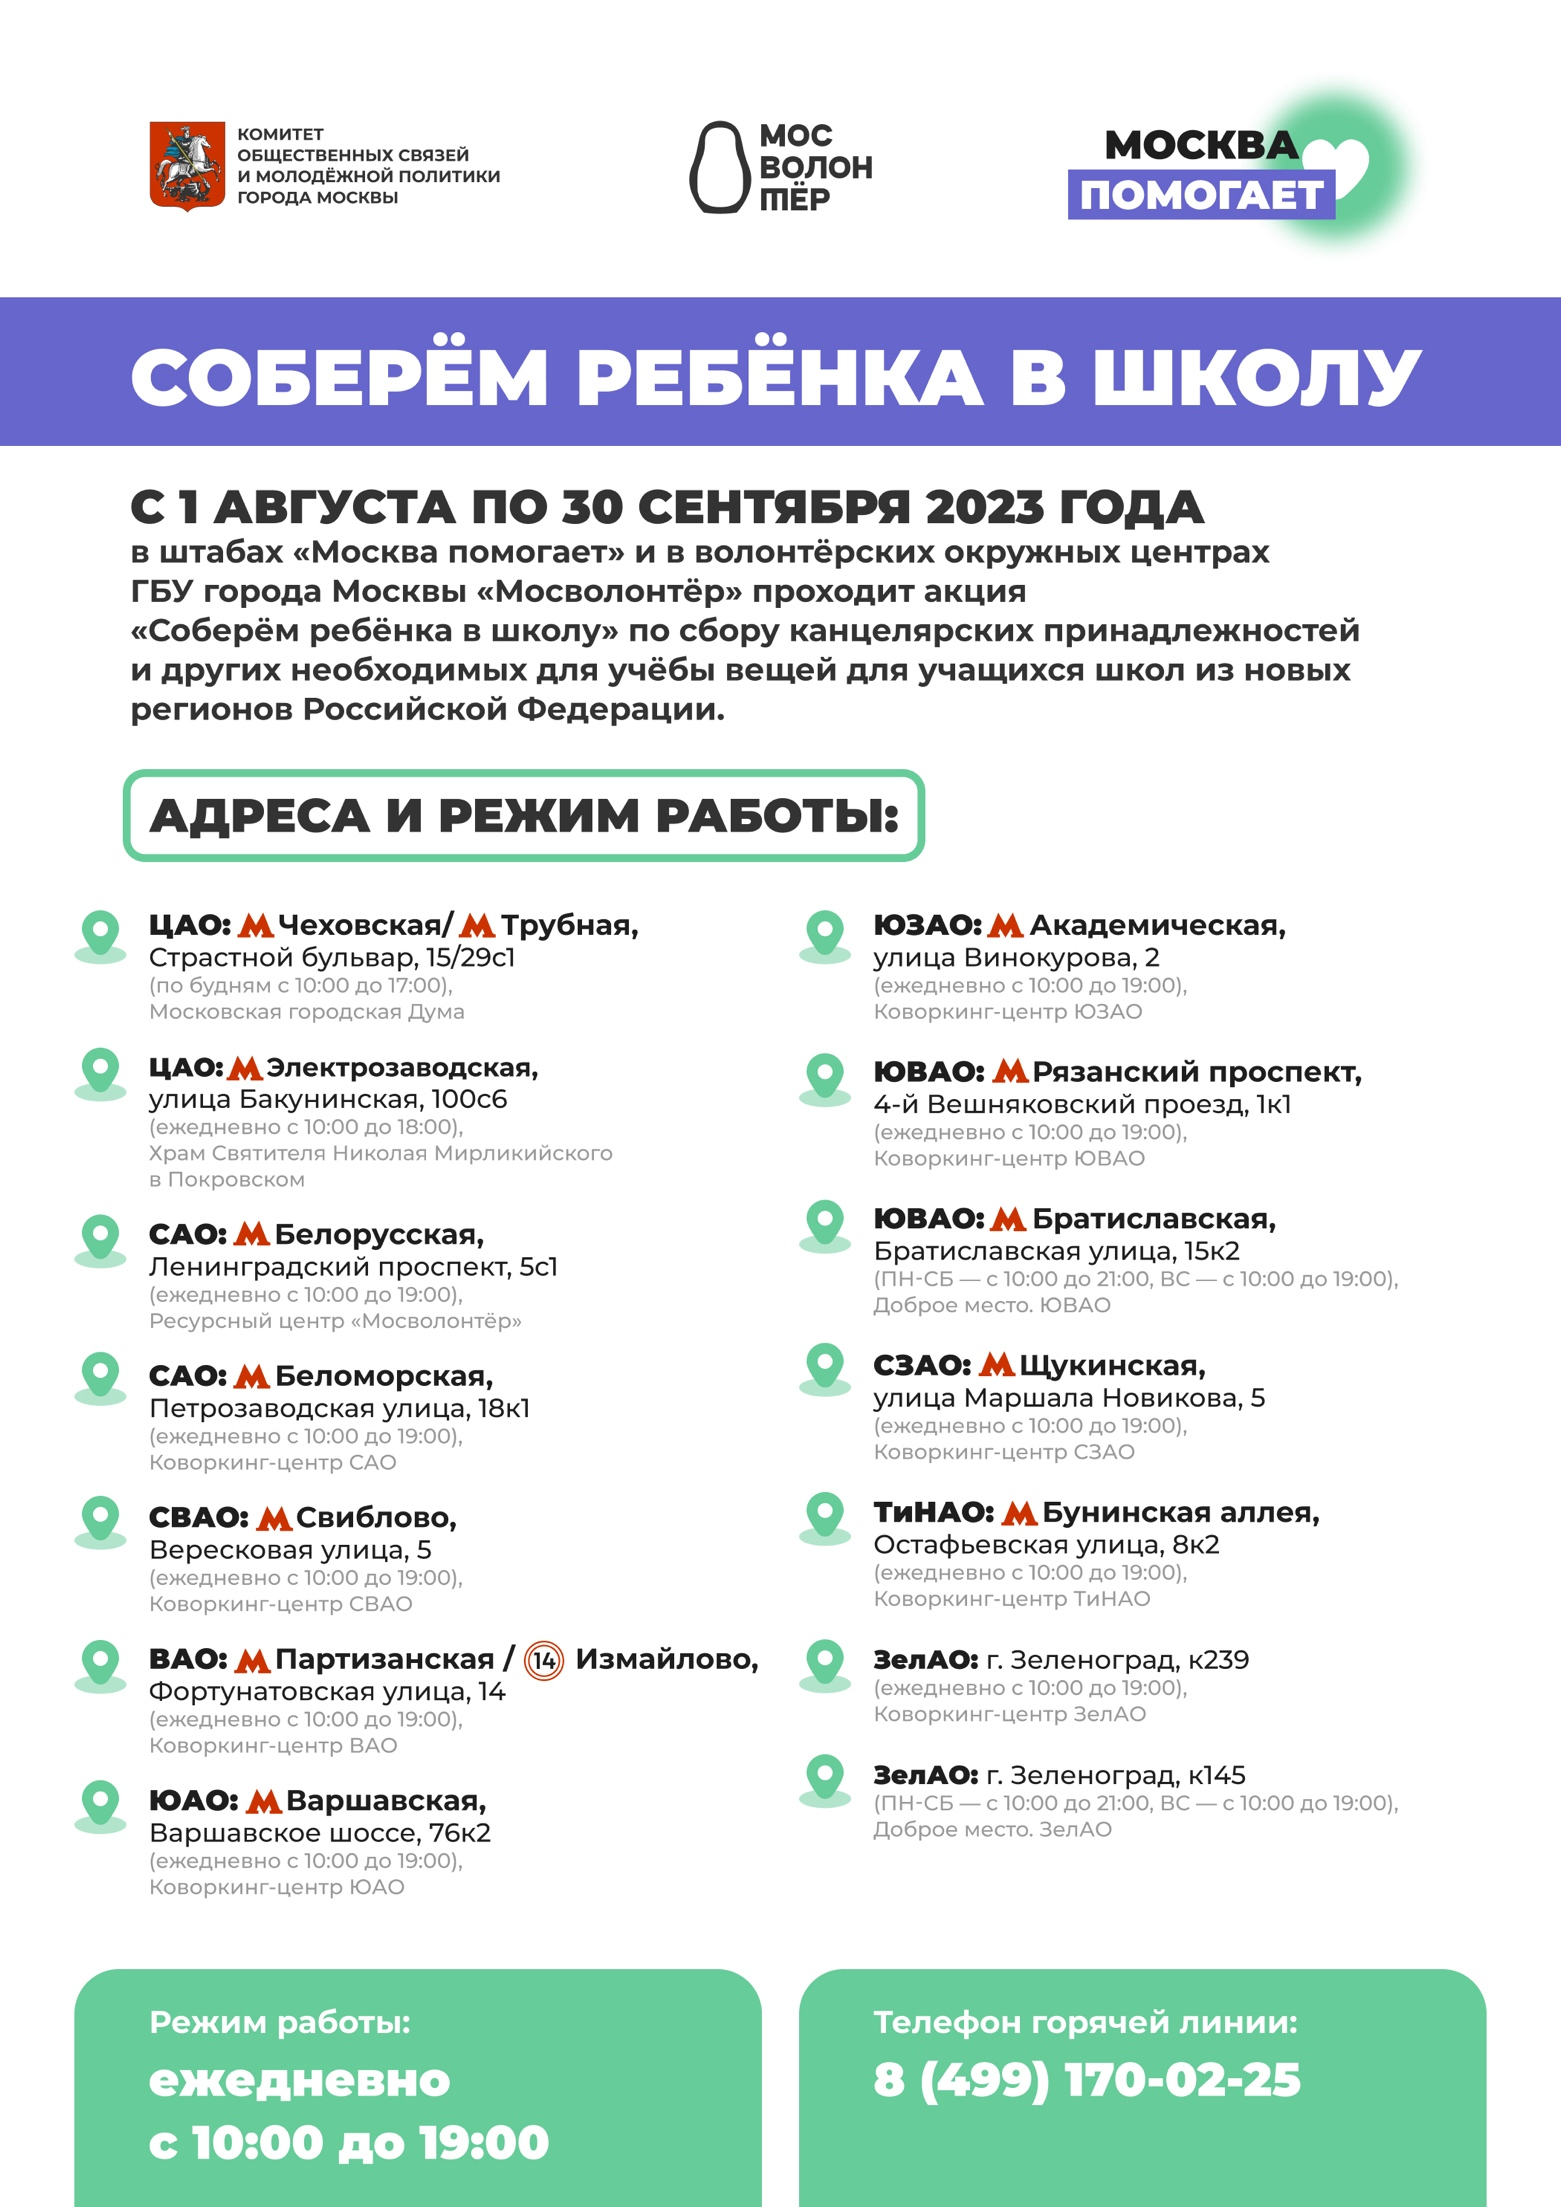 КОМИТЕТ
ОБЩЕСТВЕННЫХ СВЯЗЕЙ
И МОЛОДЁЖНОЙ ПОЛИТИКИ
ГОРОДА МОСКВЫ
МОС
ВОЛОН
ТЁР
МОСКВА
ПОМОГАЕТ
СОБЕРЁМ РЕБЁНКА В ШКОЛУ
С 1 АВГУСТА ПО 30 СЕНТЯБРЯ 2023 ГОДА
в штабах «Москва помогает» и в волонтёрских окружных центрах
ГБУ города Москвы «Мосволонтёр» проходит акция
«Соберём ребёнка в школу» по сбору канцелярских принадлежностей
и других необходимых для учёбы вещей для учащихся школ из новых
регионов Российской Федерации.
АДРЕСА И РЕЖИМ РАБОТЫ:
ЦАО: М Чеховская/ М Трубная,
Страстной бульвар, 15/29с1
(по будням с 10:00 до 17:00),
Московская городская Дума
ЦАО: М Электрозаводская,
улица Бакунинская, 100с6
(ежедневно с 10:00 до 18:00),
Храм Святителя Николая Мирликийского
в Покровском
САО: М Белорусская,
Ленинградский проспект, 5с1
(ежедневно с 10:00 до 19:00),
Ресурсный центр «Мосволонтёр»
САО: М Беломорская,
Петрозаводская улица, 18к1
(ежедневно с 10:00 до 19:00),
Коворкинг-центр САО
СВАО: М Свиблово,
Вересковая улица, 5
(ежедневно с 10:00 до 19:00),
Коворкинг-центр СВАО
ВАО: М Партизанская / 14 Измайлово,
Фортунатовская улица, 14
(ежедневно с 10:00 до 19:00),
Коворкинг-центр ВАО
ЮАО: М Варшавская,
Варшавское шоссе, 76к2
(ежедневно с 10:00 до 19:00),
Коворкинг-центр ЮАО
ЮЗАО: М Академическая,
улица Винокурова, 2
(ежедневно с 10:00 до 19:00),
Коворкинг-центр ЮЗАО
ЮВАО: М Рязанский проспект,
4-й Вешняковский проезд, 1к1
(ежедневно с 10:00 до 19:00),
Коворкинг-центр ЮВАО
ЮВАО: М Братиславская,
Братиславская улица, 15к2
(ПН-СБ — с 10:00 до 21:00, ВС — с 10:00 до 19:00),
Доброе место. ЮВАО
СЗАО: М Щукинская,
улица Маршала Новикова, 5
(ежедневно с 10:00 до 19:00),
Коворкинг-центр СЗАО
ТиНАО: М Бунинская аллея,
Остафьевская улица, 8к2
(ежедневно с 10:00 до 19:00),
Коворкинг-центр ТиНАО
ЗелАО: г. Зеленоград, к239
(ежедневно с 10:00 до 19:00),
Коворкинг-центр ЗелАО
ЗелАО: г. Зеленоград, к145
(ПН-СБ — с 10:00 до 21:00, ВС — с 10:00 до 19:00),
Доброе место. ЗелАО
Режим работы:
ежедневно
с 10:00 до 19:00
Телефон горячей линии:
8 (499) 170-02-25